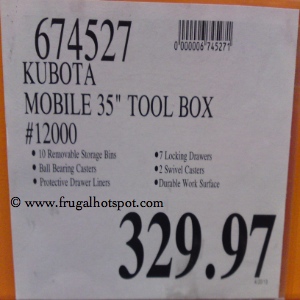 674527
0000006745271
KUBOTA
MOBILE 35" TOOL BOX
#12000
• 10 Removable Storage Bins
• Ball Bearing Casters
• Protective Drawer Liners
• 7 Locking Drawers
• 2 Swivel Casters
• Durable Work Surface
© www.frugalhotspot.com
329.97